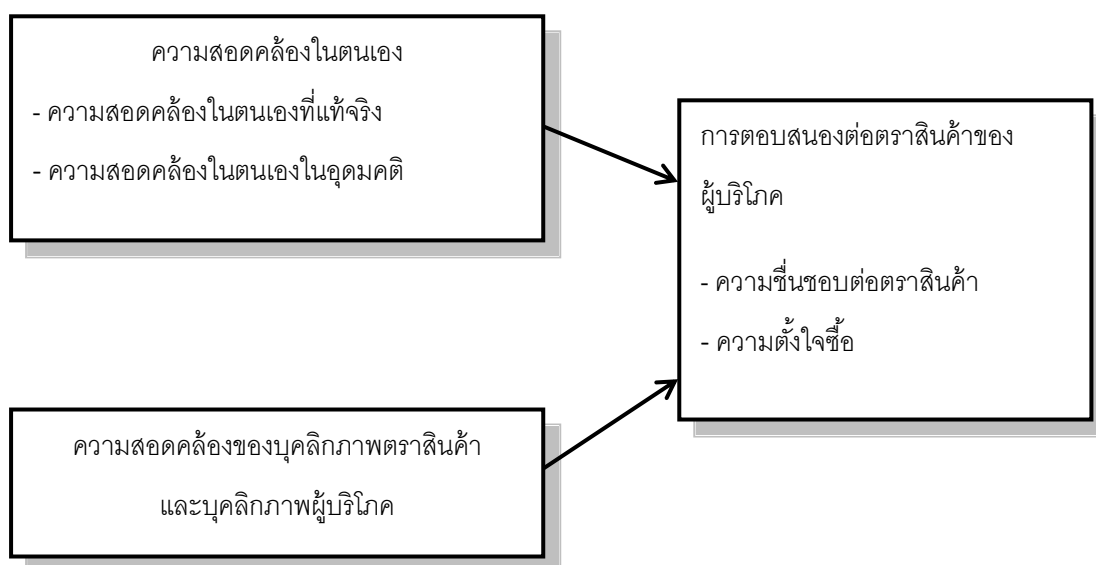 ความสอดคล้องในตนเอง
- ความสอดคล้องในตนเองที่แท้จริง
- ความสอดคล้องในตนเองในอุดมคติ
การตอบสนองต่อตราสินค้าของ
ผู้บริโภค
- ความชื่นชอบต่อตราสินค้า
- ความตั้งใจซื้อ
ความสอดคล้องของบุคลิกภาพตราสินค้า
และบุคลิกภาพผู้บริโภค